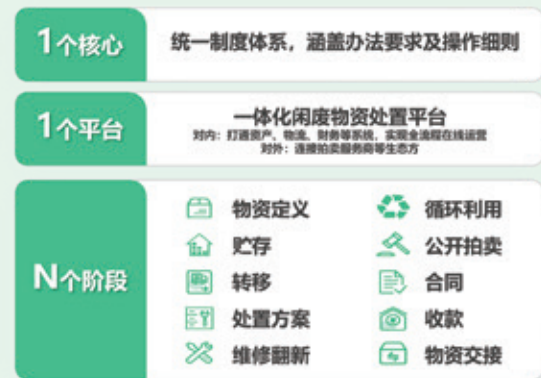 1个核心
统一制度体系，涵盖办法要求及操作细则
1个平台
一体化闲废物资处置平台
对内：打通资产、物流、财务等系统，实现全流程在线运营
对外：连接拍卖服务商等生态方
N个阶段
物资定义
循环利用
贮存
公开拍卖
转移
合同
处置方案
收款
维修翻新
物资交接